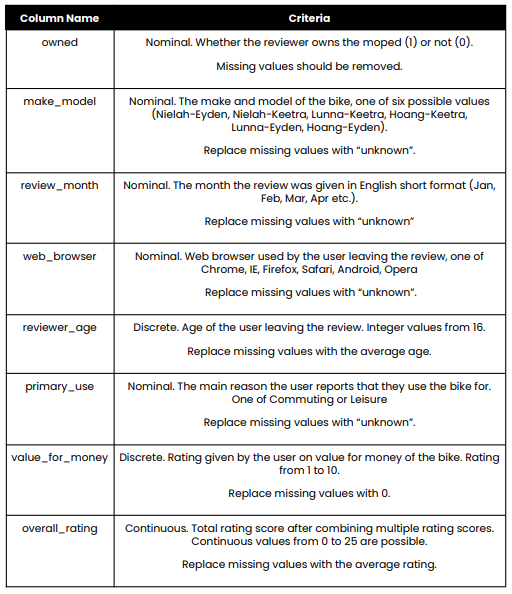 Column Name Criteria
owned Nominal. Whether the reviewer owns the moped (1) or not (0).
Missing values should be removed.
make_model Nominal. The make and model of the bike, one of six possible values
(Nielah-Eyden, Nielah-Keetra, Lunna-Keetra, Hoang-Keetra,
Lunna-Eyden, Hoang-Eyden).
Replace missing values with “unknown”.
review_month Nominal. The month the review was given in English short format (Jan,
Feb, Mar, Apr etc.).
Replace missing values with “unknown”
web_browser Nominal. Web browser used by the user leaving the review, one of
Chrome, IE, Firefox, Safari, Android, Opera
Replace missing values with “unknown”.
reviewer_age Discrete. Age of the user leaving the review. Integer values from 16.
Replace missing values with the average age.
primary_use Nominal. The main reason the user reports that they use the bike for.
One of Commuting or Leisure
Replace missing values with “unknown”.
value_for_money Discrete. Rating given by the user on value for money of the bike. Rating
from 1 to 10.
Replace missing values with 0.
overall_rating Continuous. Total rating score after combining multiple rating scores.
Continuous values from 0 to 25 are possible.
Replace missing values with the average rating.